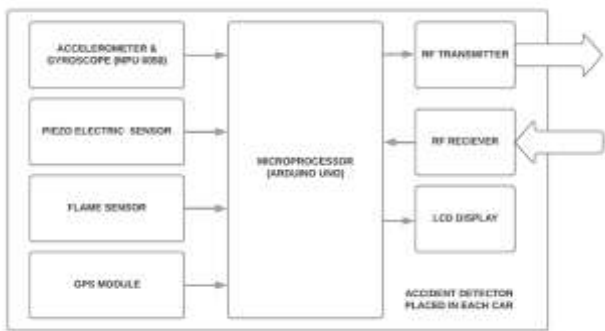 ACCELEROMETER &
GYROSCOPE (MPU 6050)
PIEZO ELECTRIC SENSOR
FLAME SENSOR
GPS MODULE
MICROPROCESSOR
(ARDUINO UNO)
RF TRANSMITTER
RF RECIEVER
LCD DISPLAY
ACCIDENT DETECTOR
PLACED IN EACH CAR